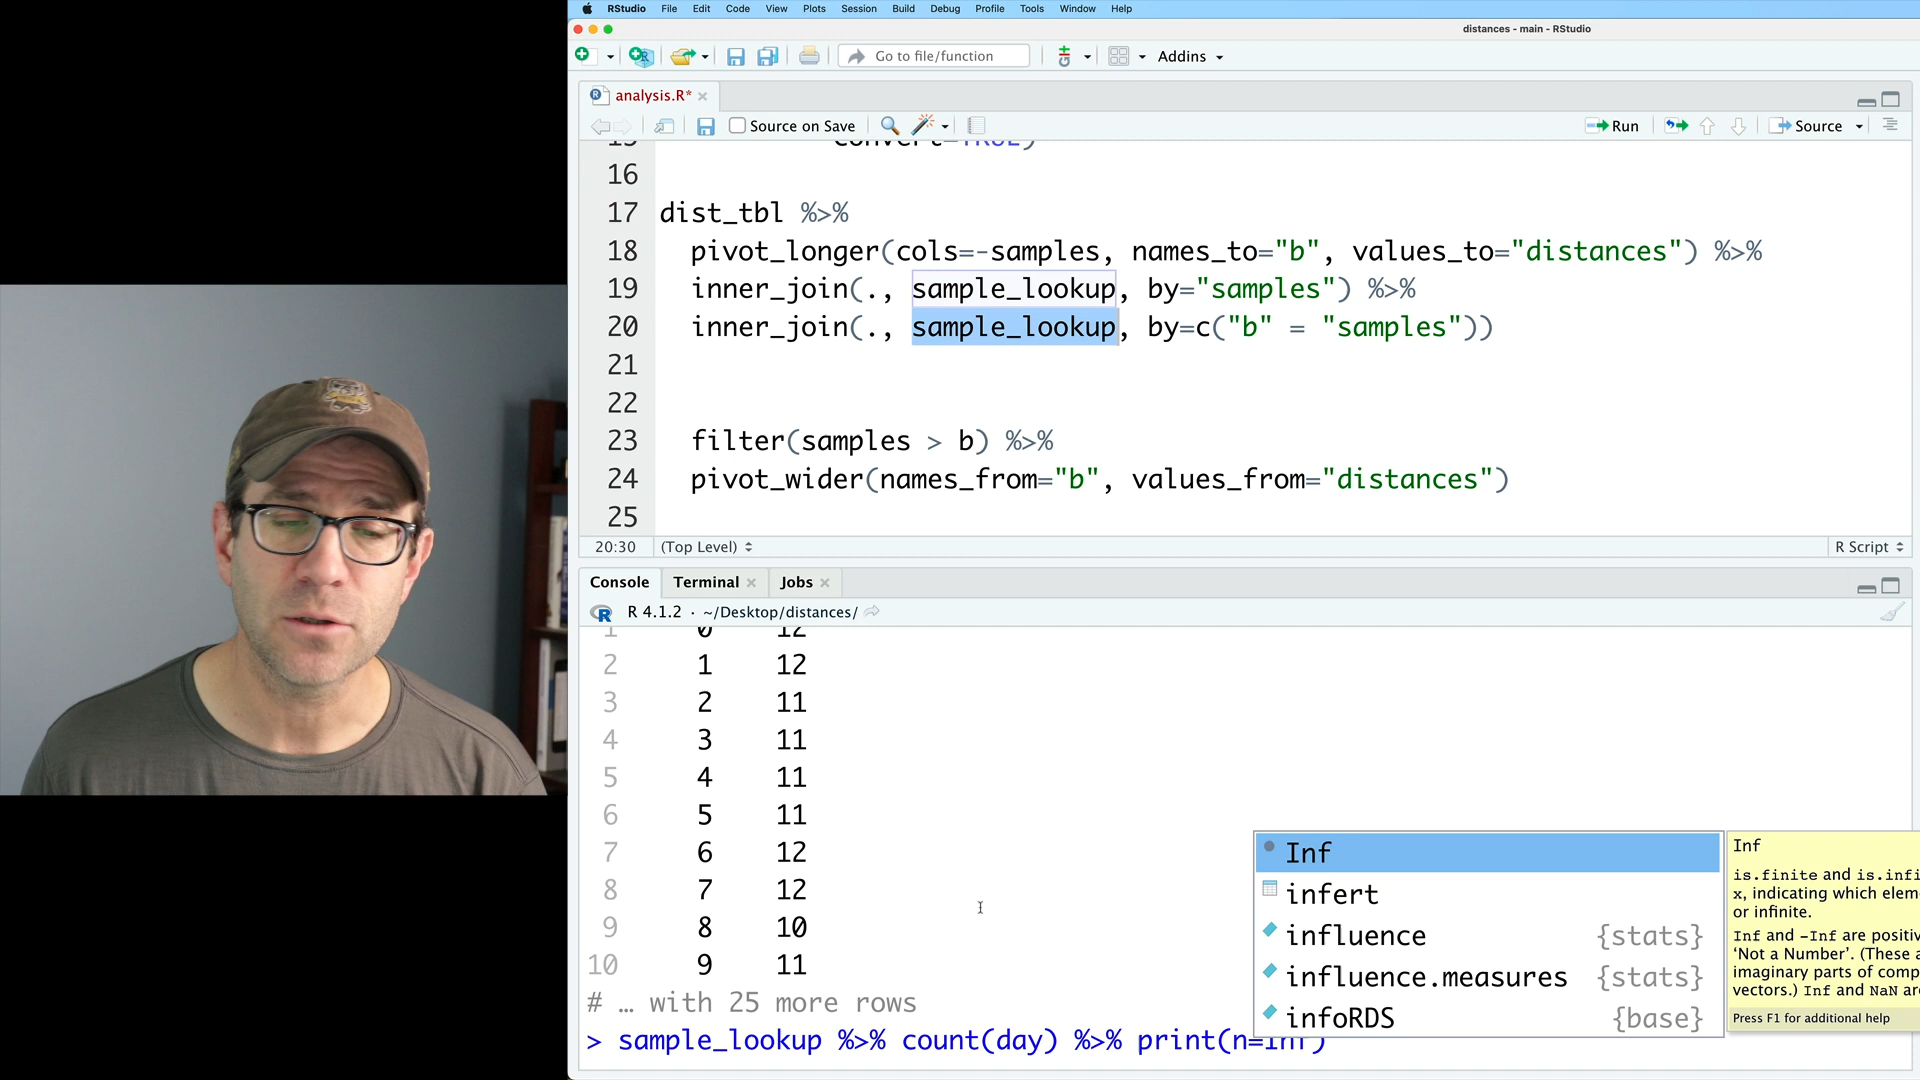 RStudio File Edit Code View Plots Session Build Debug Profile Tools Window Help
distances - main - RStudio
Go to file/function
Addins
analysis.R*
Source on Save
Run
Source
15 convert=TRUE)
16
17 dist_tbl %>%
18 pivot_longer(cols=-samples, names_to="b", values_to="distances") %>%
19 inner_join(., sample_lookup, by="samples") %>%
20 inner_join(., sample_lookup, by=c("b" = "samples"))
21
22
23 filter(samples > b) %>%
24 pivot_wider(names_from="b", values_from="distances")
25
20:30 (Top Level) R Script
Console Terminal Jobs
R 4.1.2 · ~/Desktop/distances/
1 0 12
2 1 12
3 2 11
4 3 11
5 4 11
6 5 11
7 6 12
8 7 12
9 8 10
10 9 11
# … with 25 more rows
> sample_lookup %>% count(day) %>% print(n=Inf)
Inf
infert
influence {stats}
influence.measures {stats}
infoRDS {base}
Inf
is.finite and is.infi
x, indicating which elem
or infinite.
Inf and -Inf are positiv
'Not a Number'. (These a
imaginary parts of comp
vectors.) Inf and NaN ar
Press F1 for additional help